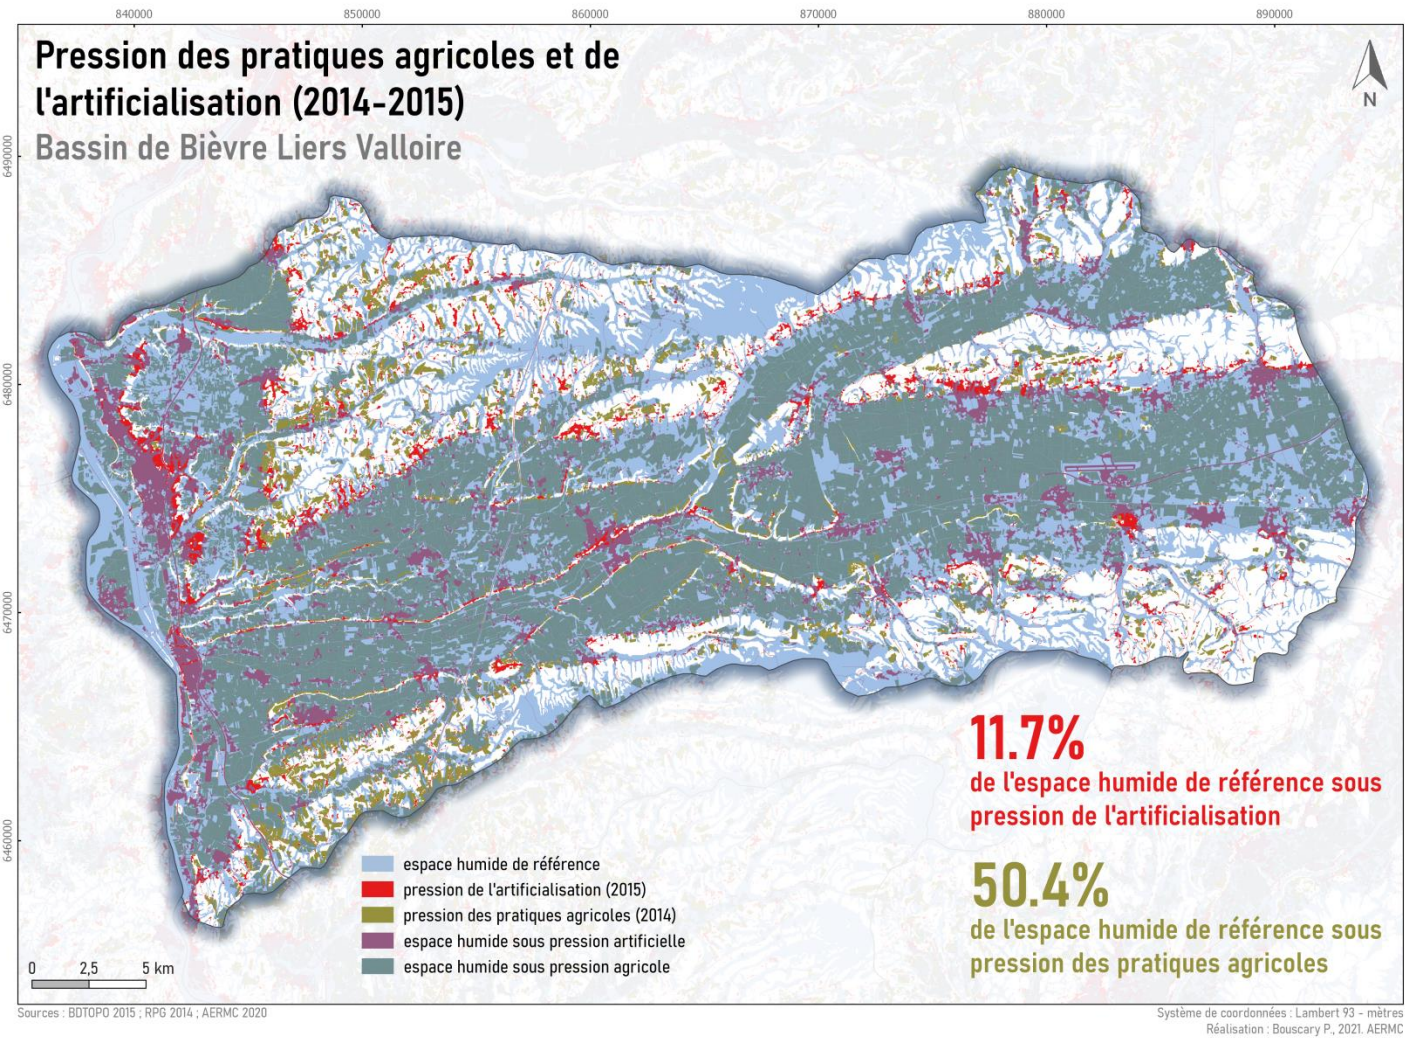 840000 850000 860000 870000 880000 890000
Pression des pratiques agricoles et de
l'artificialisation (2014-2015)
Bassin de Bièvre Liers Valloire
N
6490000
6480000
6470000
6460000
11.7%
de l'espace humide de référence sous
pression de l'artificialisation
50.4%
de l'espace humide de référence sous
pression des pratiques agricoles
espace humide de référence
pression de l'artificialisation (2015)
pression des pratiques agricoles (2014)
espace humide sous pression artificielle
espace humide sous pression agricole
0 2,5 5 km
Sources : BDTOPO 2015 ; RPG 2014 ; AERMC 2020
Système de coordonnées : Lambert 93 - mètres
Réalisation : Bouscary P., 2021. AERMC